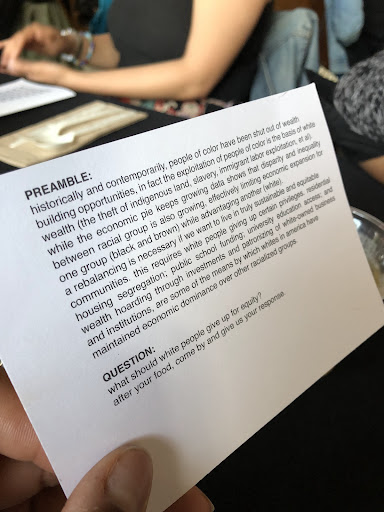 PREAMBLE:
historically and contemporarily, people of color have been shut out of wealth
building opportunities, in fact the exploitation of people of color is the basis of white
wealth (the theft of indigenous land, slavery, immigrant labor exploitation, et al).
while the economic pie keeps growing data shows that disparity and inequality
between racial group is also growing, effectively limiting economic expansion for
one group (black and brown) while advantaging another (white).
a rebalancing is necessary if we want to live in truly sustainable and equitable
communities. this requires white people giving up certain privileges. residential
housing segregation; public school funding, university education access, and
wealth hoarding through investments and patroning of white-owned business
and institutions, are some of the means by which whites in america have
maintained economic dominance over other racialized groups
QUESTION:
what should white people give up for equity?
after your food, come by and give us your response